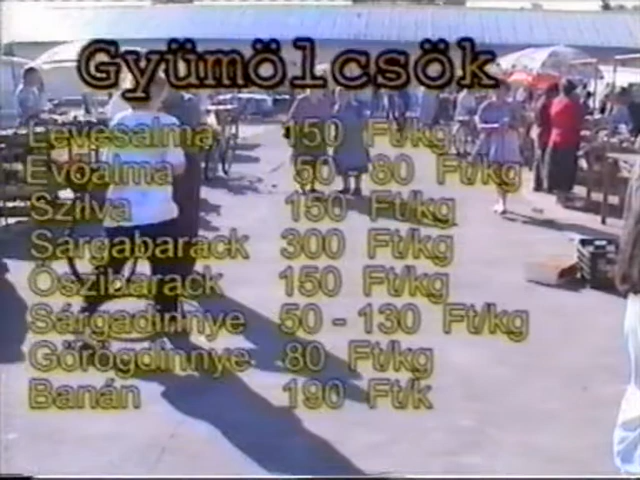 Gyümölcsök
Levesalma 150 Ft/kg
Évőalma 50 - 80 Ft/kg
Szilva 150 Ft/kg
Sárgabarack 300 Ft/kg
Őszibarack 150 Ft/kg
Sárgadinnye 50 - 130 Ft/kg
Görögdinnye 80 Ft/kg
Banán 190 Ft/k